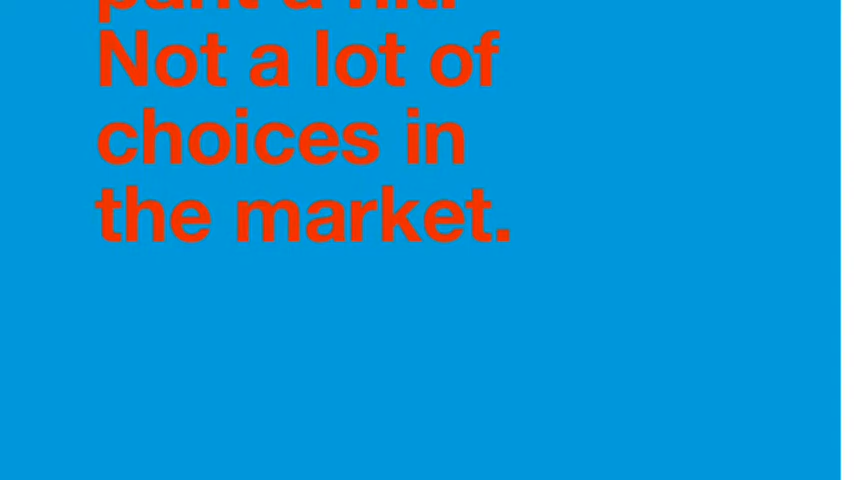 Not a lot of
choices in
the market.